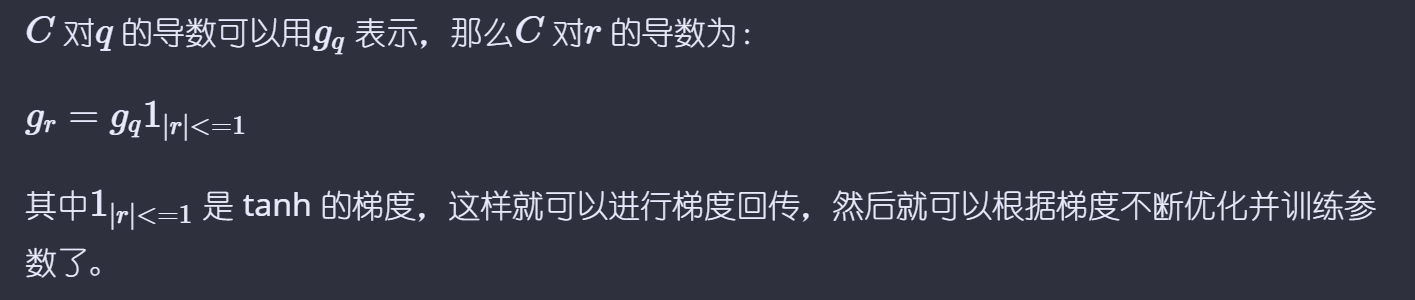 C 对q 的导数可以用g_q 表示，那么C 对r 的导数为：
g_r = g_q 1_{|r|<=1}
其中1_{|r|<=1} 是 tanh 的梯度，这样就可以进行梯度回传，然后就可以根据梯度不断优化并训练参
数了。